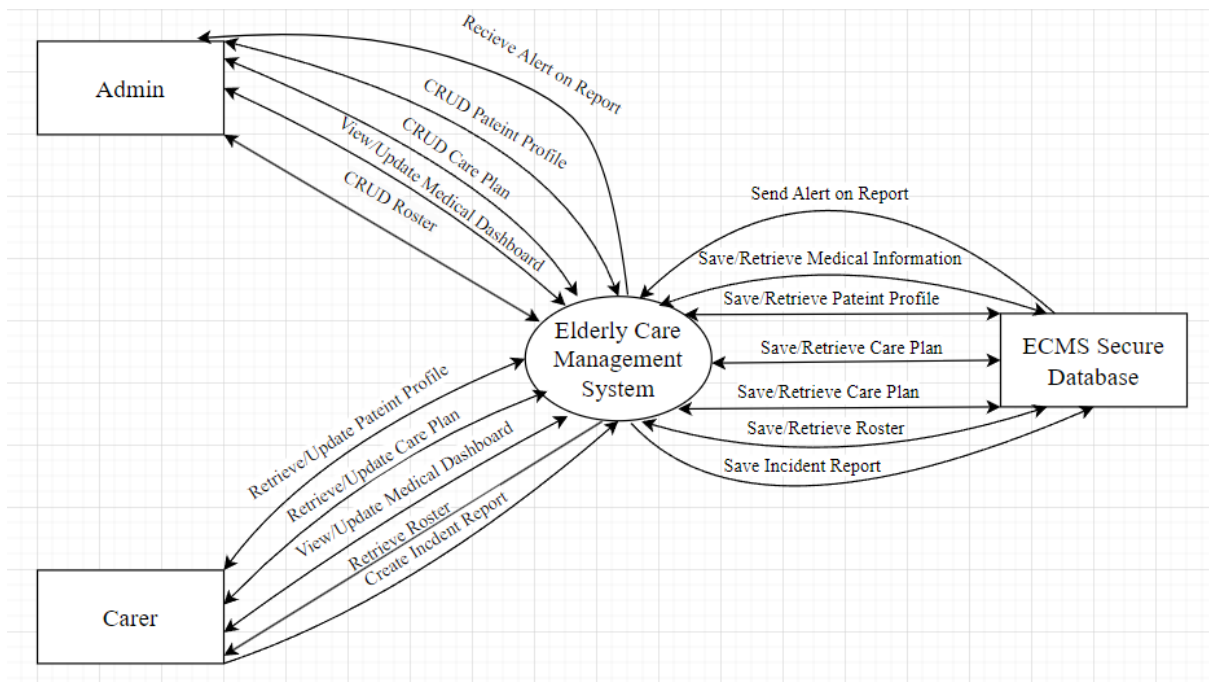 Recieve Alert on Report
Admin
CRUD Pateint Profile
CRUD Care Plan
View/Update Medical Dashboard
CRUD Roster
Send Alert on Report
Save/Retrieve Medical Information
Save/Retrieve Pateint Profile
Elderly Care
Management
System
Save/Retrieve Care Plan
ECMS Secure
Database
Save/Retrieve Care Plan
Save/Retrieve Roster
Save Incident Report
Retrieve/Update Pateint Profile
Retrieve/Update Care Plan
View/Update Medical Dashboard
Retrieve Roster
Create Incdent Report
Carer